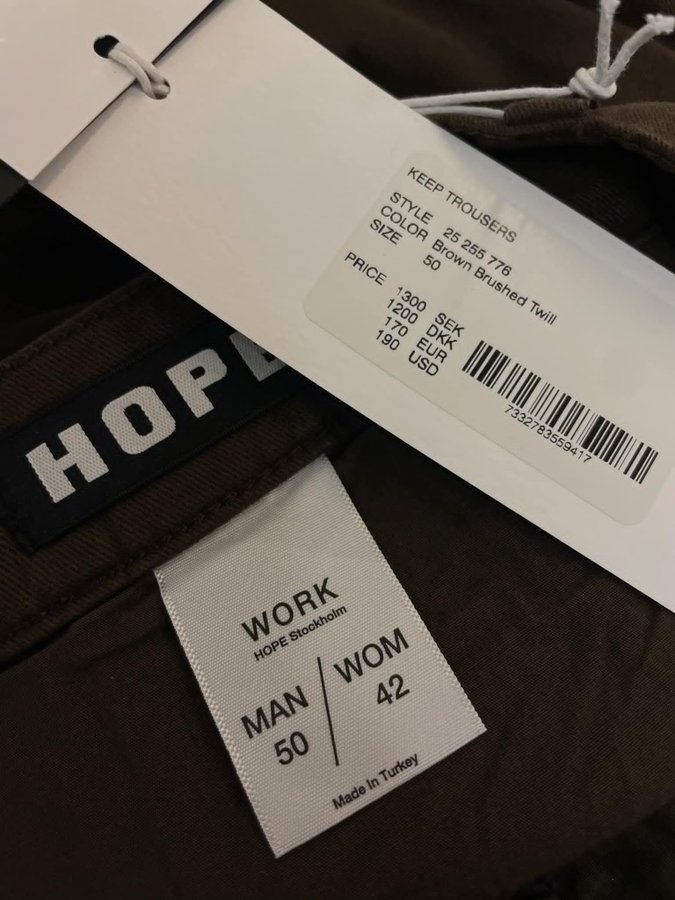 KEEP TROUSERS
STYLE 25 255 776
COLOR Brown Brushed Twill
SIZE 50
PRICE 1300 SEK
1200 DKK
170 EUR
190 USD
7332783559417
HOPE
WORK
HOPE Stockholm
MAN / WOM
50 42
Made in Turkey